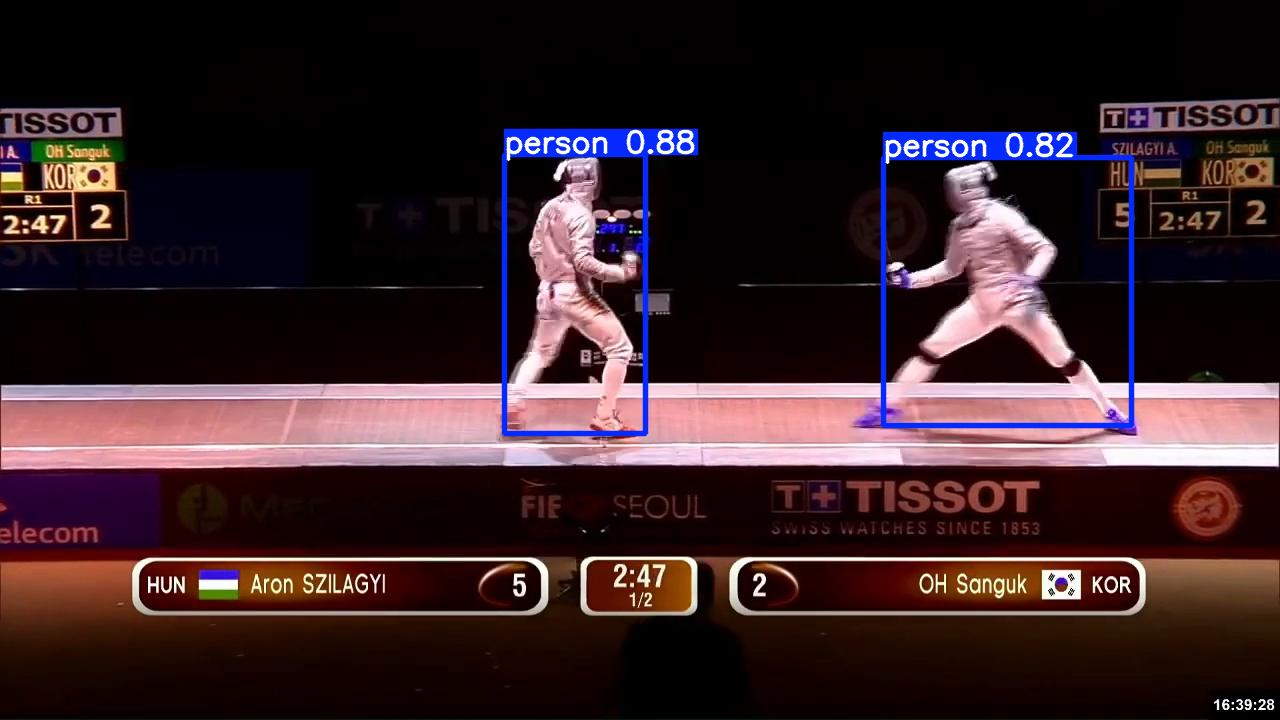 person 0.88
person 0.82
TISSOT
I A. OH Sanguk
KOR
R1
2:47 2
TISSOT
SZILAGYI A. OH Sanguk
HUN KOR
R1
5 2:47 2
TISSOT
SK telecom
elecom
FIE SEOUL
TISSOT
SWISS WATCHES SINCE 1853
HUN Aron SZILAGYI 5
2:47
1/2
2 OH Sanguk KOR
16:39:28